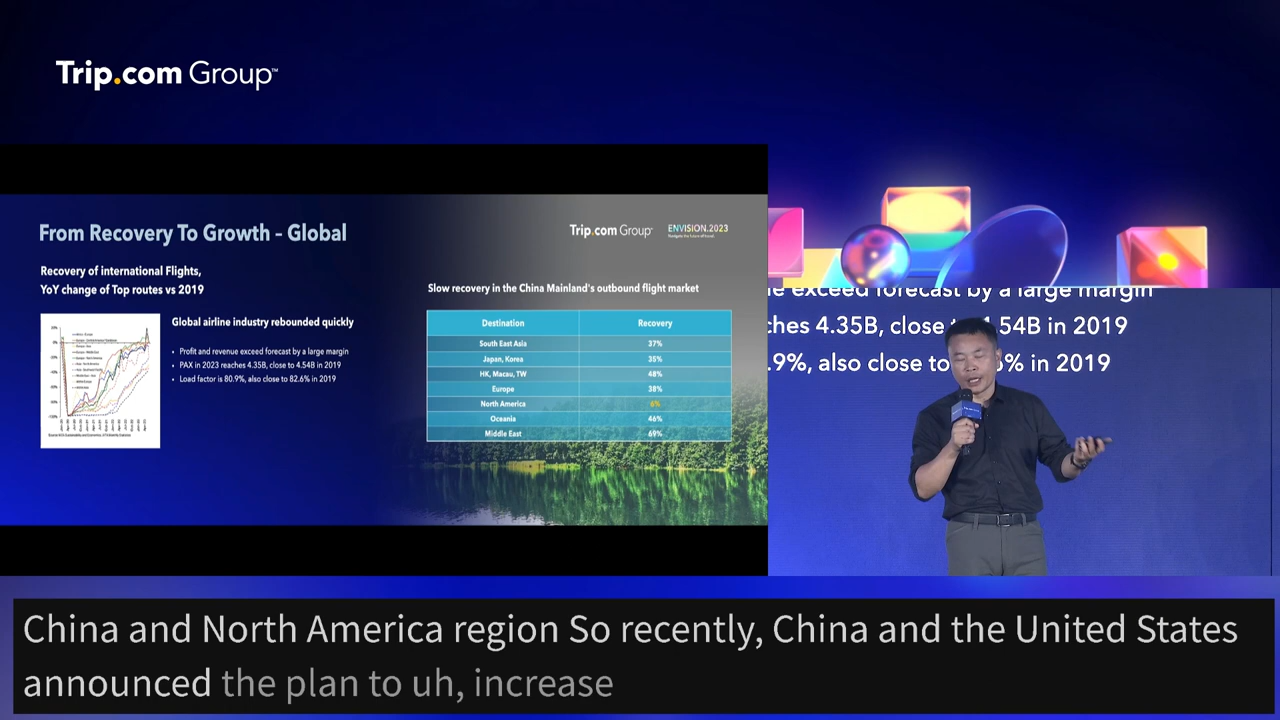 Trip.com Group™
From Recovery To Growth – Global
Trip.com Group™
ENVISION.2023
Recovery of international Flights,
YoY change of Top routes vs 2019
Slow recovery in the China Mainland's outbound flight market
Global airline industry rebounded quickly
• Profit and revenue exceed forecast by a large margin
• PAX in 2023 reaches 4.35B, close to 4.54B in 2019
• Load factor is 80.9%, also close to 82.6% in 2019
Destination Recovery
South East Asia 37%
Japan, Korea 35%
HK, Macau, TW 48%
Europe 38%
North America 6%
Oceania 46%
Middle East 69%
exceed forecast by a large margin
ches 4.35B, close 4.54B in 2019
.9%, also close to 6% in 2019
China and North America region So recently, China and the United States
announced the plan to uh, increase